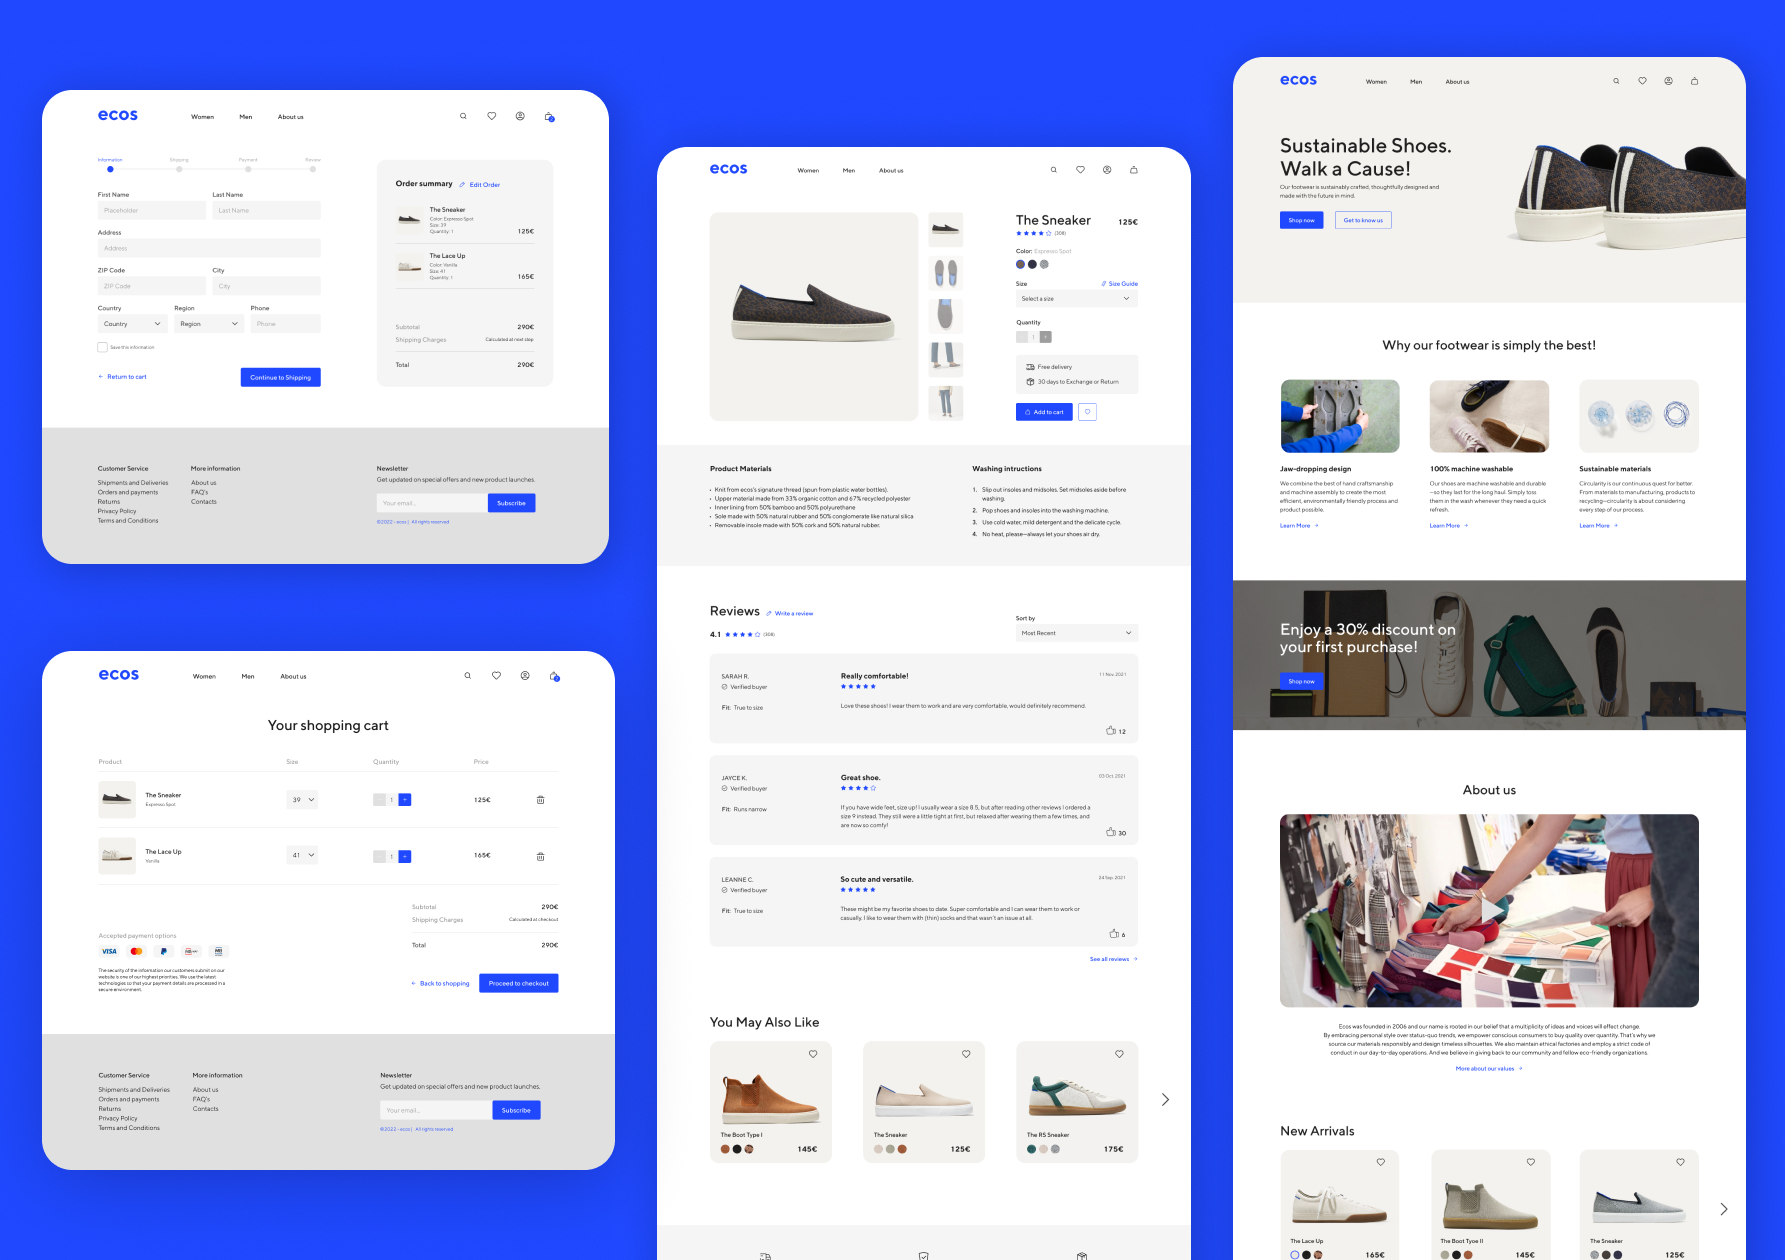 ecos
Women Men About us
2
Information Shipping Payment Review
First Name Last Name
Placeholder Last Name
Address
Address
ZIP Code City
ZIP Code City
Country Region Phone
Country Region Phone
Save this information
Return to cart Continue to Shipping
Order summary Edit Order
The Sneaker
Color: Espresso Spot
Size: 39
Quantity: 1 125€
The Lace Up
Color: Vanilla
Size: 41
Quantity: 1 165€
Subtotal 290€
Shipping Charges Calculated at next step
Total 290€
Customer Service More information
Shipments and Deliveries About us
Orders and payments FAQ's
Returns Contacts
Privacy Policy
Terms and Conditions
Newsletter
Get updated on special offers and new product launches.
Your email... Subscribe
©2022 - ecos | All rights reserved
ecos
Women Men About us
2
Your shopping cart
Product Size Quantity Price
The Sneaker
Espresso Spot
39 1 + 125€
The Lace Up
Vanilla
41 1 + 165€
Subtotal 290€
Shipping Charges Calculated at checkout
Total 290€
Accepted payment options
VISA
The security of the information our customers submit on our
website is one of our highest priorities. We use the latest
technologies so that your payment details are processed in a
secure environment.
Back to shopping Proceed to checkout
Customer Service More information
Shipments and Deliveries About us
Orders and payments FAQ's
Returns Contacts
Privacy Policy
Terms and Conditions
Newsletter
Get updated on special offers and new product launches.
Your email... Subscribe
©2022 - ecos | All rights reserved
ecos
Women Men About us
The Sneaker 125€
(308)
Color: Espresso Spot
Size Size Guide
Select a size
Quantity
1 +
Free delivery
30 days to Exchange or Return
Add to cart
Product Materials
• Knit from ecos's signature thread (spun from plastic water bottles).
• Upper material made from 33% organic cotton and 67% recycled polyester
• Inner lining from 50% bamboo and 50% polyurethane
• Sole made with 50% natural rubber and 50% conglomerate like natural silica
• Removable insole made with 50% cork and 50% natural rubber.
Washing intructions
1. Slip out insoles and midsoles. Set midsoles aside before
washing.
2. Pop shoes and insoles into the washing machine.
3. Use cold water, mild detergent and the delicate cycle.
4. No heat, please—always let your shoes air dry.
Reviews Write a review
4.1 (308)
Sort by
Most Recent
SARAH R.
Verified buyer
Fit: True to size
Really comfortable! 11 Nov. 2021
Love these shoes! I wear them to work and are very comfortable, would definitely recommend.
12
JAYCE K.
Verified buyer
Fit: Runs narrow
Great shoe. 03 Oct. 2021
If you have wide feet, size up! I usually wear a size 8.5, but after reading other reviews I ordered a
size 9 instead. They still were a little tight at first, but relaxed after wearing them a few times, and
are now so comfy!
30
LEANNE C.
Verified buyer
Fit: True to size
So cute and versatile. 24 Sep. 2021
These might be my favorite shoes to date. Super comfortable and I can wear them to work or
casually. I like to wear them with (thin) socks and that wasn't an issue at all.
6
See all reviews
You May Also Like
The Boot Type I
145€
The Sneaker
125€
The RS Sneaker
175€
ecos
Women Men About us
Sustainable Shoes.
Walk a Cause!
Our footwear is sustainably crafted, thoughtfully designed and
made with the future in mind.
Shop now Get to know us
Why our footwear is simply the best!
Jaw-dropping design
We combine the best of hand craftsmanship
and machine assembly to create the most
efficient, environmentally friendly process and
product possible.
Learn More
100% machine washable
Our shoes are machine washable and durable
—so they last for the long haul. Simply toss
them in the wash whenever they need a quick
refresh.
Learn More
Sustainable materials
Circularity is our continuous quest for better.
From materials to manufacturing, products to
recycling—circularity is about considering
every step of our process.
Learn More
Enjoy a 30% discount on
your first purchase!
Shop now
About us
Ecos was founded in 2006 and our name is rooted in our belief that a multiplicity of ideas and voices will effect change.
By embracing personal style over status-quo trends, we empower conscious consumers to buy quality over quantity. That's why we
source our materials responsibly and design timeless silhouettes. We also maintain ethical factories and employ a strict code of
conduct in our day-to-day operations. And we believe in giving back to our community and follow eco-friendly organizations.
More about our values
New Arrivals
The Lace Up
165€
The Boot Tyoe II
145€
The Sneaker
125€